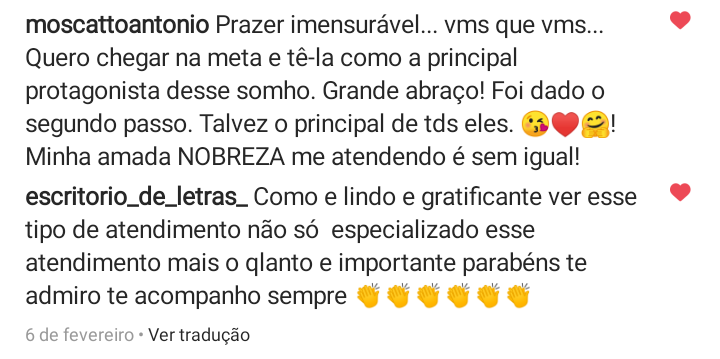 moscattoantonio Prazer imensurável... vms que vms...
Quero chegar na meta e tê-la como a principal
protagonista desse somho. Grande abraço! Foi dado o
segundo passo. Talvez o principal de tds eles. 😘❤️🤗!
Minha amada NOBREZA me atendendo é sem igual!
escritorio_de_letras_ Como e lindo e gratificante ver esse
tipo de atendimento não só  especializado esse
atendimento mais o qlanto e importante parabéns te
admiro te acompanho sempre 👏👏👏👏👏👏
6 de fevereiro • Ver tradução